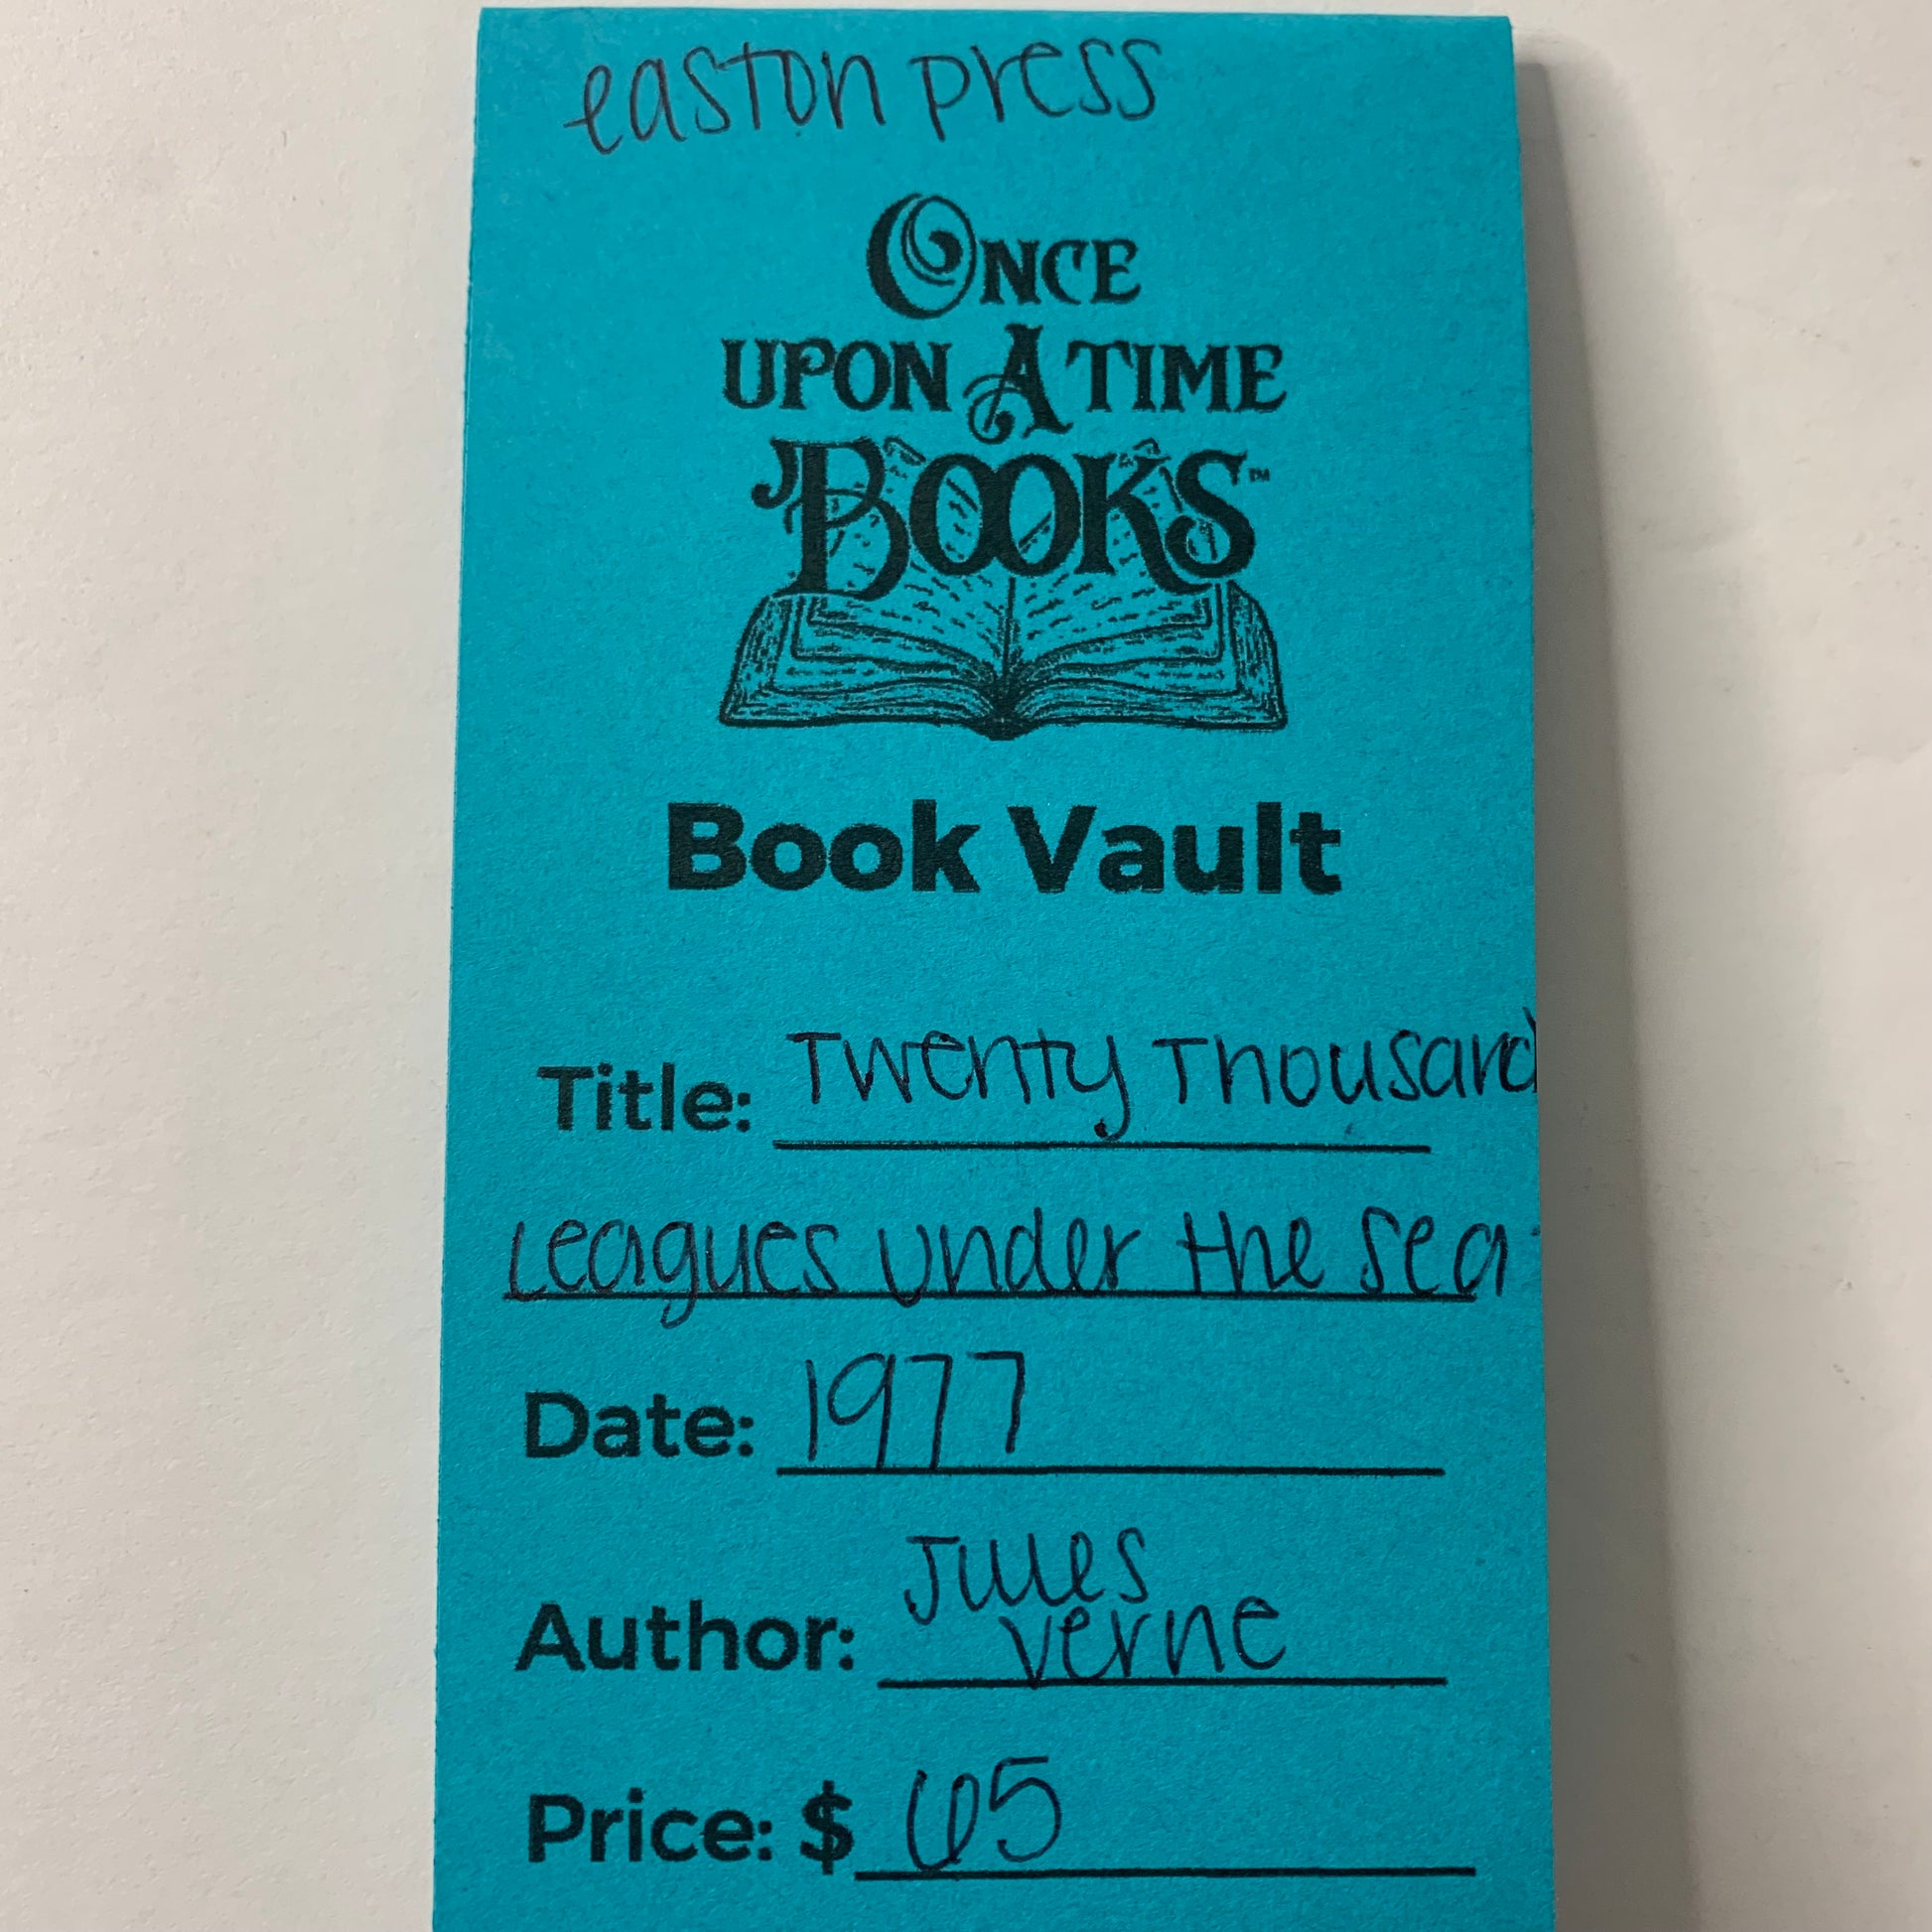 easton press
Once
upon A time
Books™
Book Vault
Title: Twenty Thousand
Leagues under the sea
Date: 1977
Author: Jules
verne
Price: $ 65